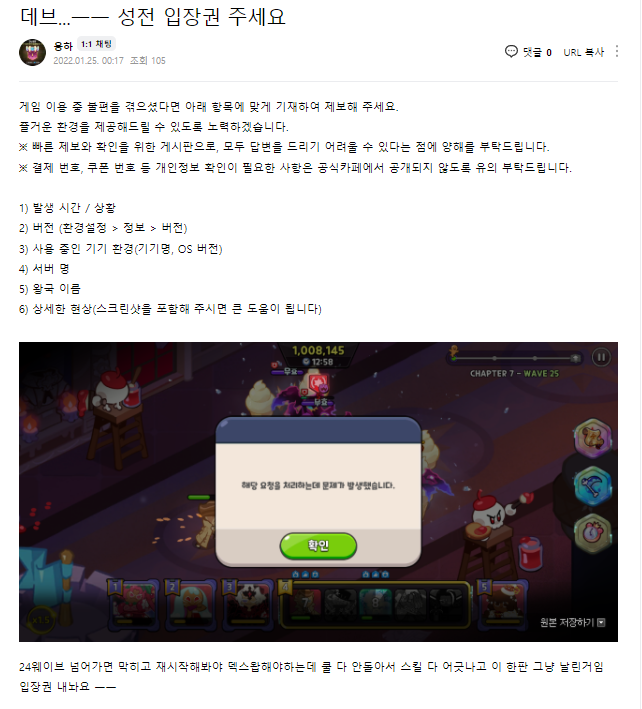 데브...ㅡㅡ 성전 입장권 주세요
용하 1:1 채팅
2022.01.25. 00:17 조회 105
댓글 0 URL 복사
게임 이용 중 불편을 겪으셨다면 아래 항목에 맞게 기재하여 제보해 주세요.
즐거운 환경을 제공해드릴 수 있도록 노력하겠습니다.
※ 빠른 제보와 확인을 위한 게시판으로, 모두 답변을 드리기 어려울 수 있다는 점에 양해를 부탁드립니다.
※ 결제 번호, 쿠폰 번호 등 개인정보 확인이 필요한 사항은 공식카페에서 공개되지 않도록 유의 부탁드립니다.
1) 발생 시간 / 상황
2) 버전 (환경설정 > 정보 > 버전)
3) 사용 중인 기기 환경(기기명, OS 버전)
4) 서버 명
5) 왕국 이름
6) 상세한 현상(스크린샷을 포함해 주시면 큰 도움이 됩니다)
1,008,145
12:58
무효
무효
CHAPTER 7 - WAVE 25
해당 요청을 처리하는데 문제가 발생했습니다.
확인
1 2 3 4 5
x1.5
원본 저장하기
24웨이브 넘어가면 막히고 재시작해봐야 덱스왑해야하는데 쿨 다 안돌아서 스킬 다 어긋나고 이 한판 그냥 날린거임
입장권 내놔요 ㅡㅡ